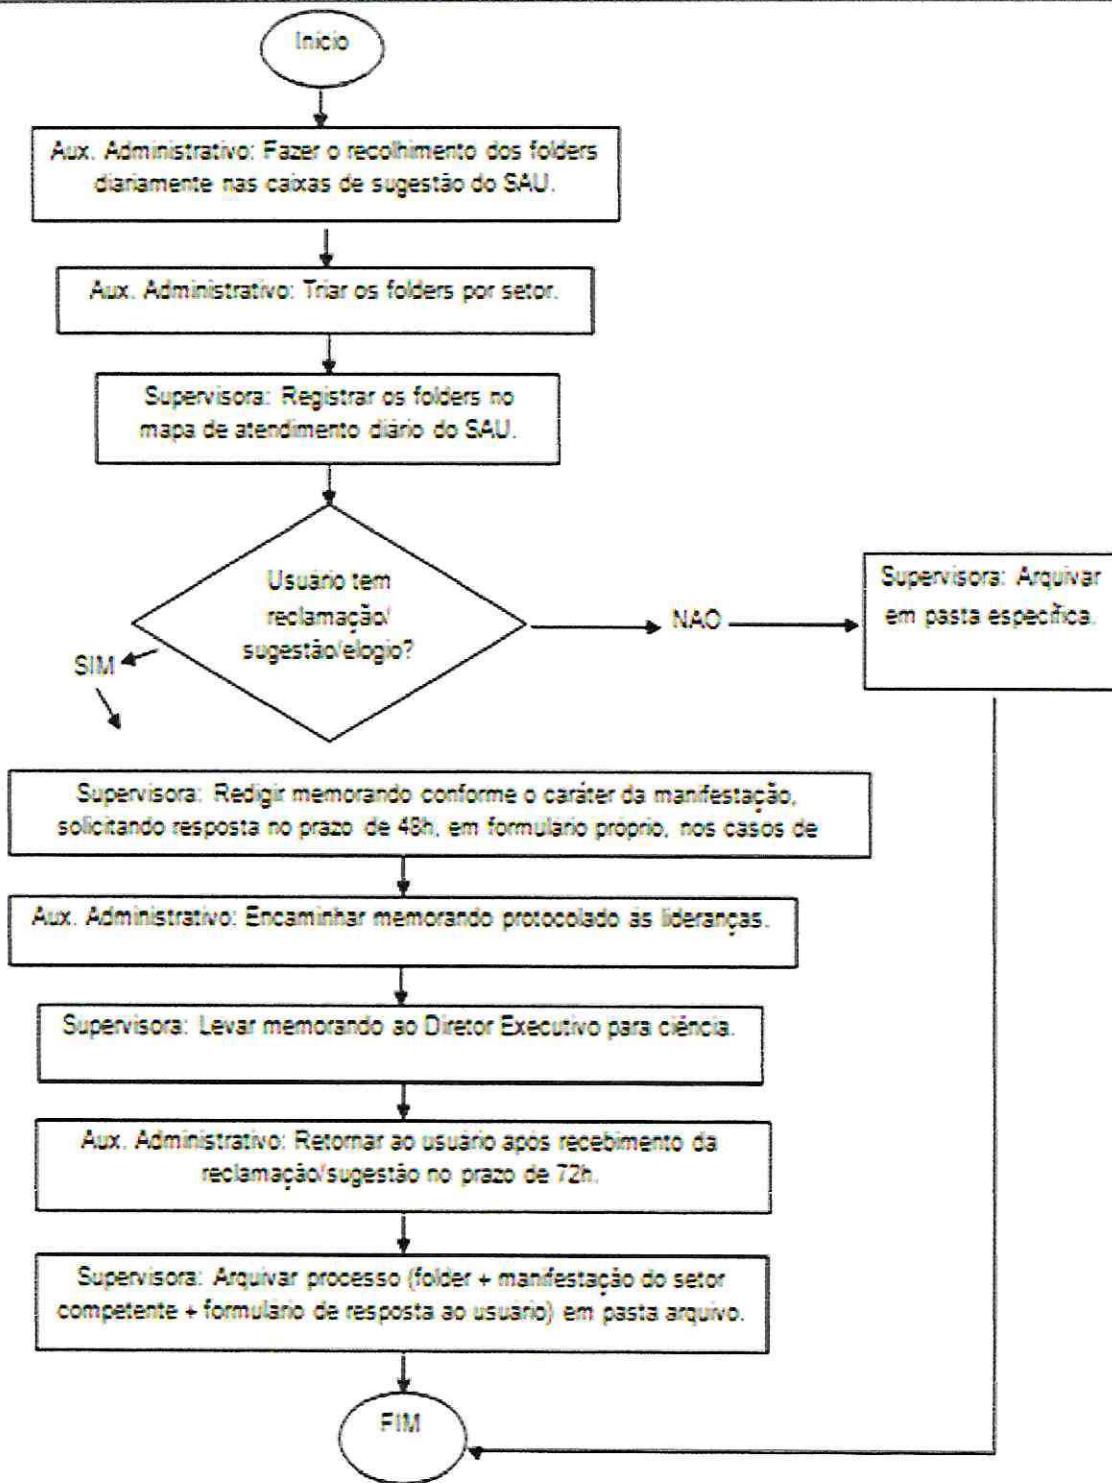 Início
Aux. Administrativo: Fazer o recolhimento dos folders
diariamente nas caixas de sugestão do SAU.
Aux. Administrativo: Triar os folders por setor.
Supervisora: Registrar os folders no
mapa de atendimento diário do SAU.
Usuário tem
reclamação/
sugestão/elogio?
NAO
Supervisora: Arquivar
em pasta específica.
SIM
Supervisora: Redigir memorando conforme o caráter da manifestação,
solicitando resposta no prazo de 48h, em formulário próprio, nos casos de
Aux. Administrativo: Encaminhar memorando protocolado às lideranças.
Supervisora: Levar memorando ao Diretor Executivo para ciência.
Aux. Administrativo: Retornar ao usuário após recebimento da
reclamação/sugestão no prazo de 72h.
Supervisora: Arquivar processo (folder + manifestação do setor
competente + formulário de resposta ao usuário) em pasta arquivo.
FIM